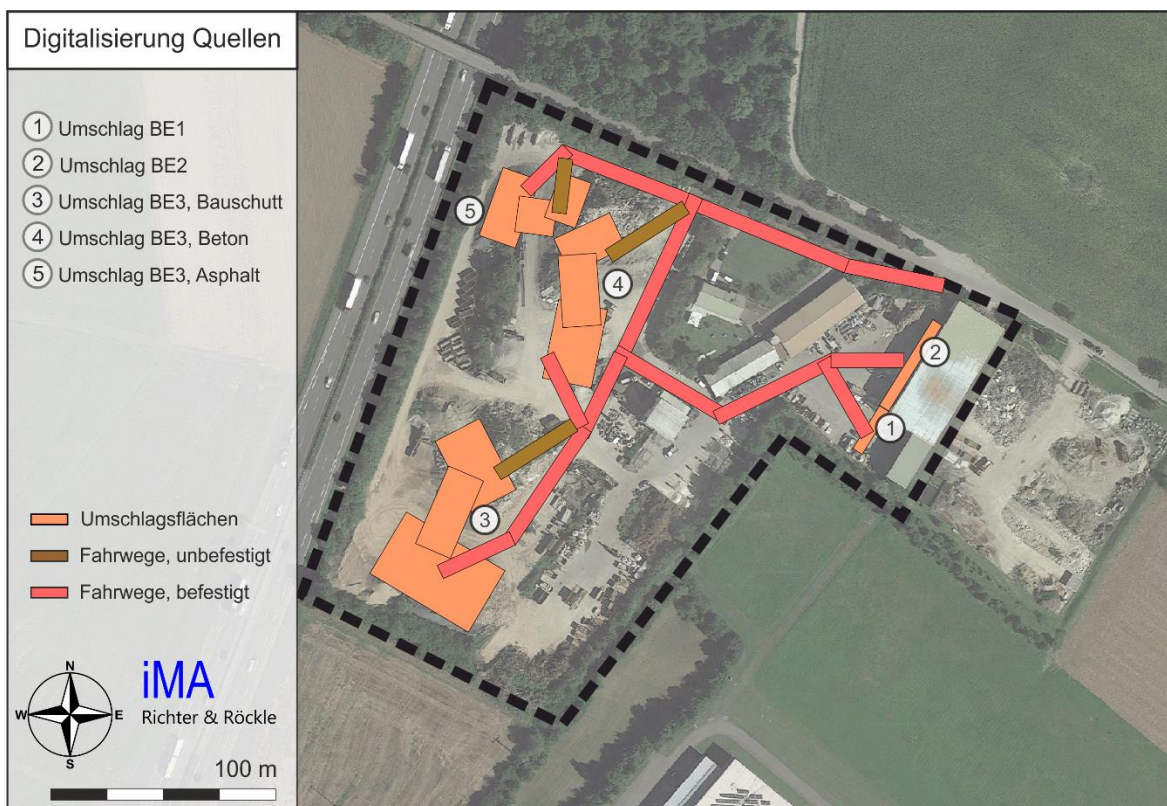 Digitalisierung Quellen
1 Umschlag BE1
2 Umschlag BE2
3 Umschlag BE3, Bauschutt
4 Umschlag BE3, Beton
5 Umschlag BE3, Asphalt
Umschlagsflächen
Fahrwege, unbefestigt
Fahrwege, befestigt
N
W E
S
iMA
Richter & Röckle
100 m
5
4
2
1
3